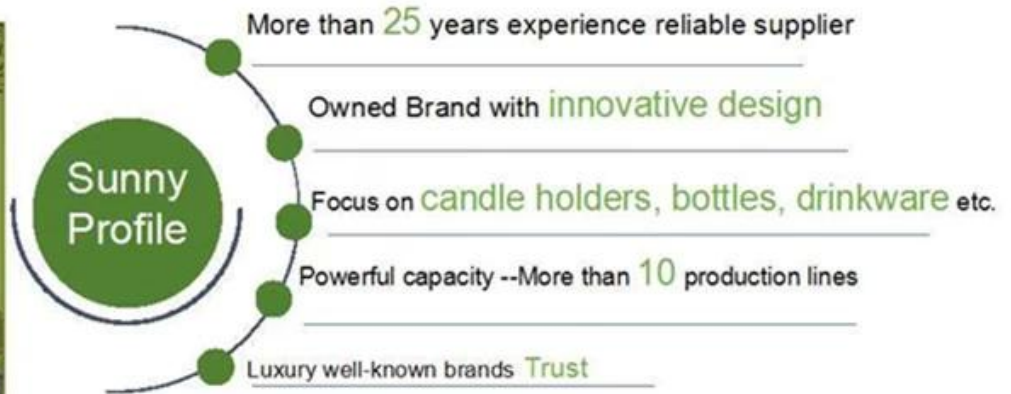 More than 25 years experience reliable supplier
Owned Brand with innovative design
Sunny
Profile
Focus on candle holders, bottles, drinkware etc.
Powerful capacity --More than 10 production lines
Luxury well-known brands Trust